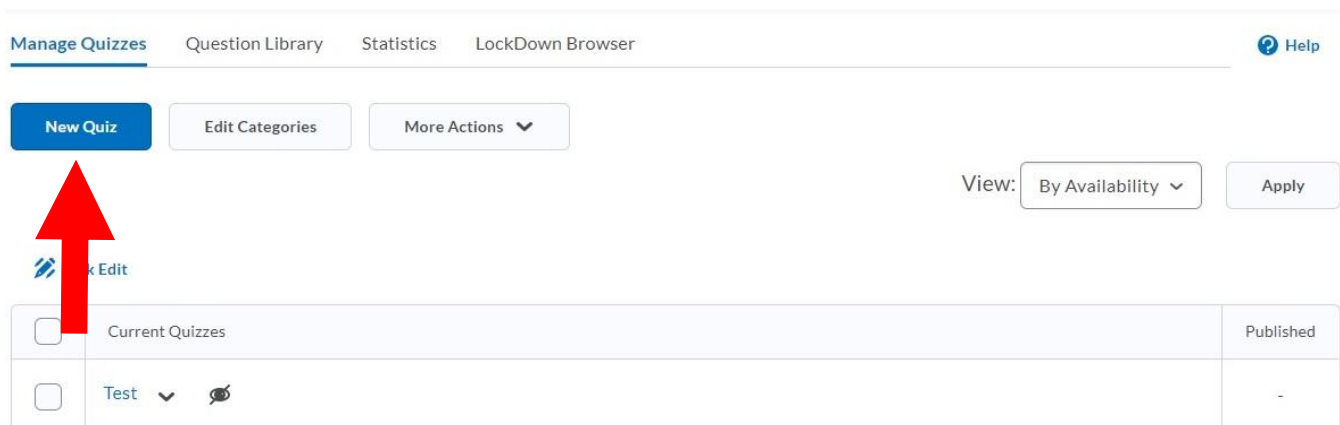 Manage Quizzes Question Library Statistics LockDown Browser Help
New Quiz Edit Categories More Actions
View: By Availability Apply
k Edit
Current Quizzes Published
Test -